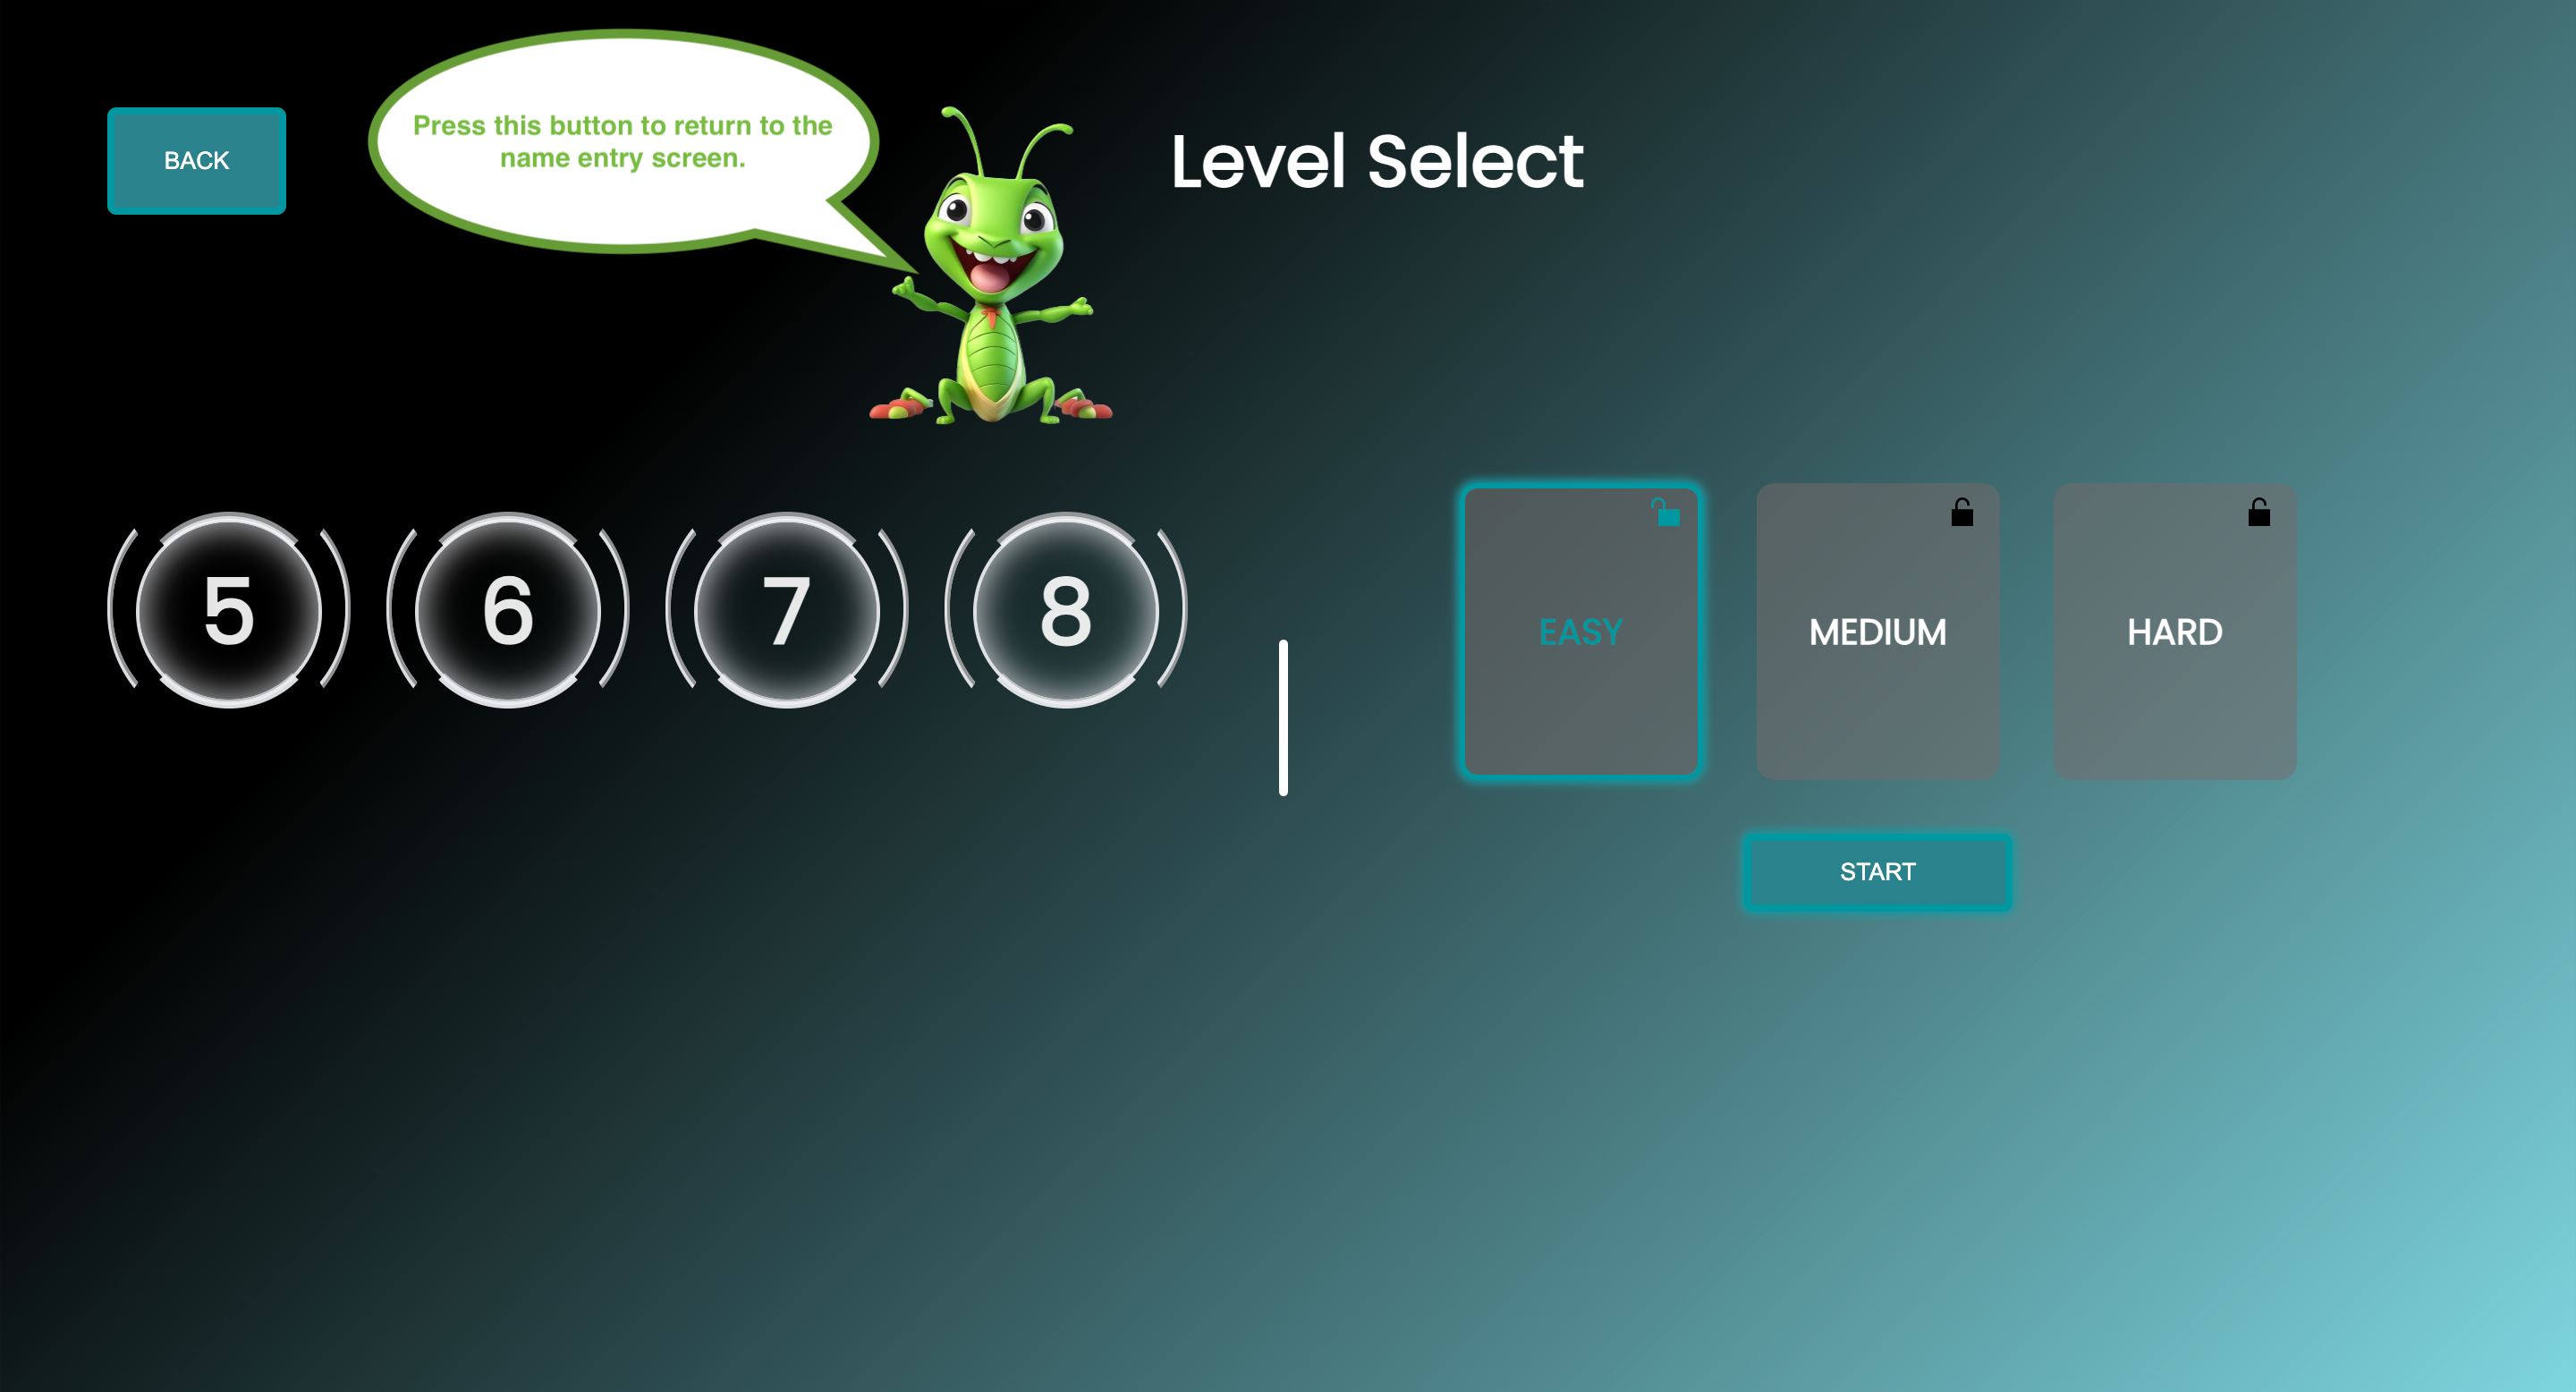 BACK
Press this button to return to the
name entry screen.
Level Select
5 6 7 8
EASY MEDIUM HARD
START